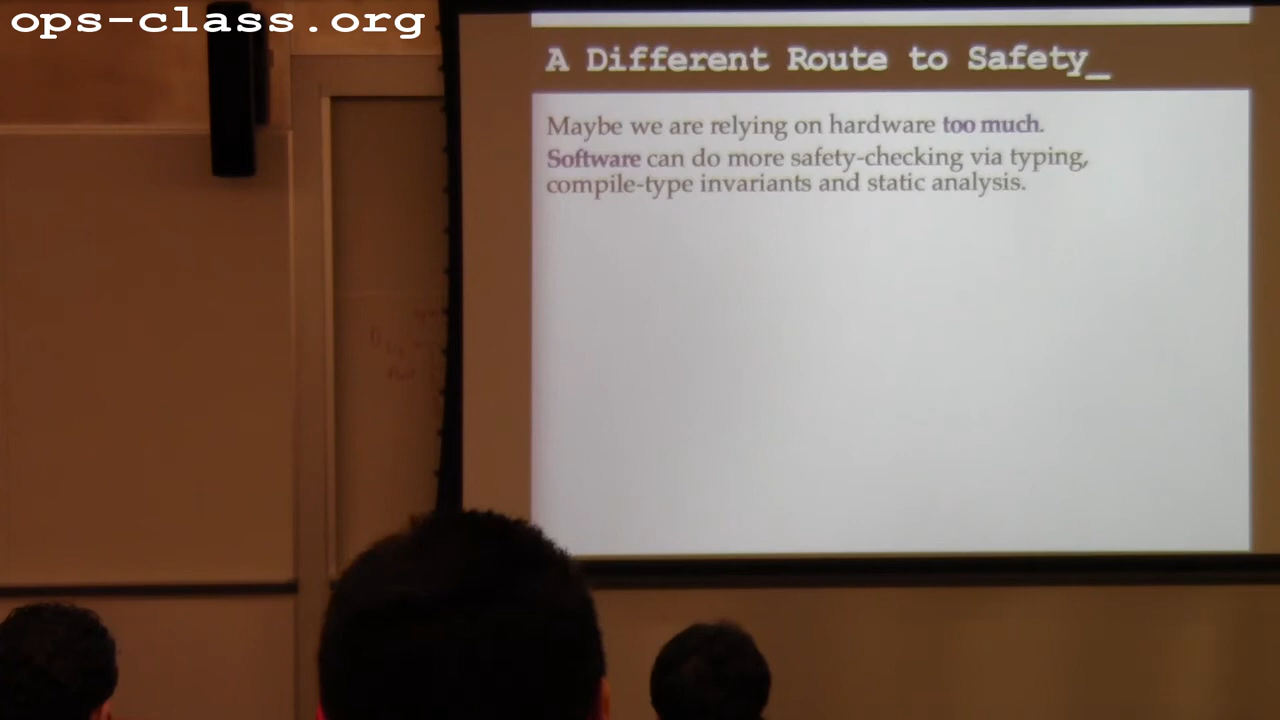 ops-class.org
A Different Route to Safety_
Maybe we are relying on hardware too much.
Software can do more safety-checking via typing,
compile-type invariants and static analysis.